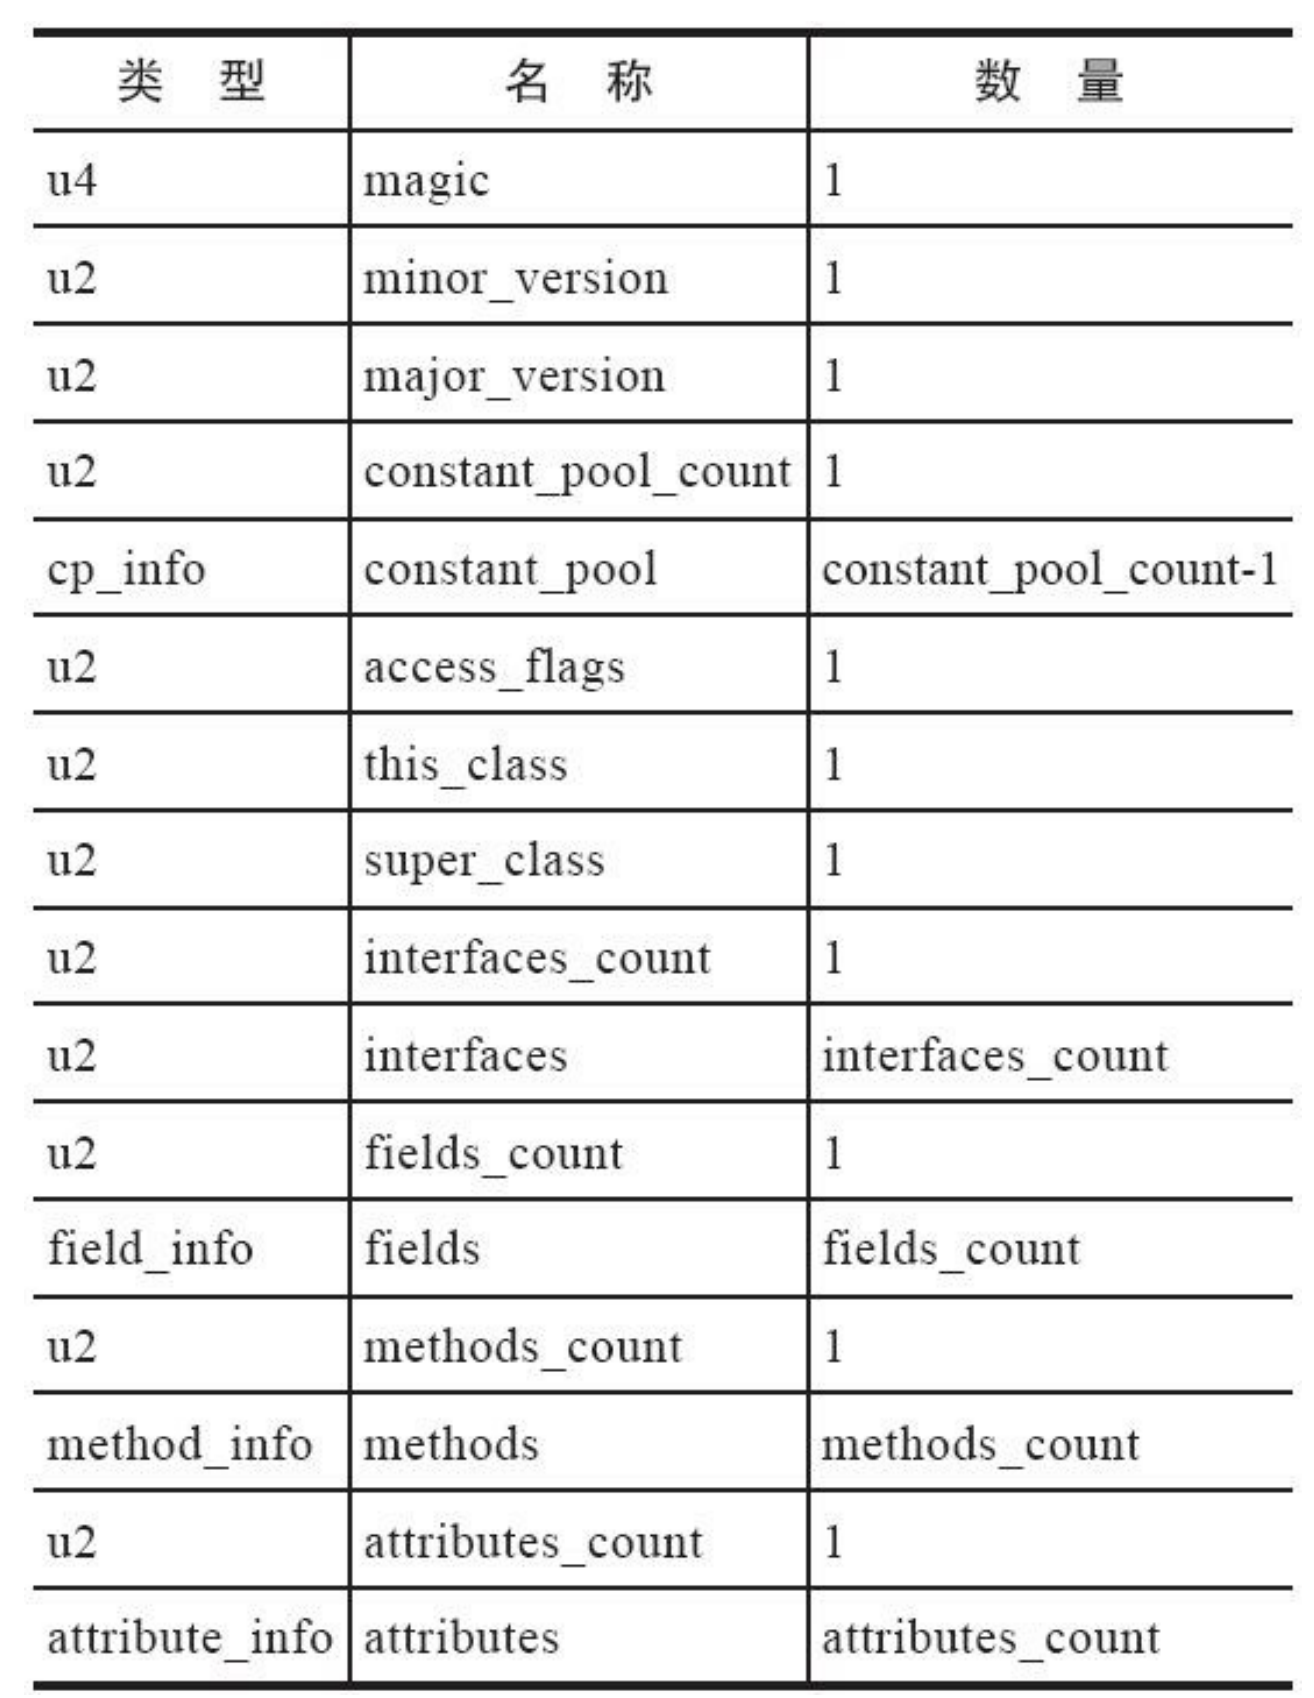 类 型 名 称 数 量
u4 magic 1
u2 minor_version 1
u2 major_version 1
u2 constant_pool_count 1
cp_info constant_pool constant_pool_count-1
u2 access_flags 1
u2 this_class 1
u2 super_class 1
u2 interfaces_count 1
u2 interfaces interfaces_count
u2 fields_count 1
field_info fields fields_count
u2 methods_count 1
method_info methods methods_count
u2 attributes_count 1
attribute_info attributes attributes_count